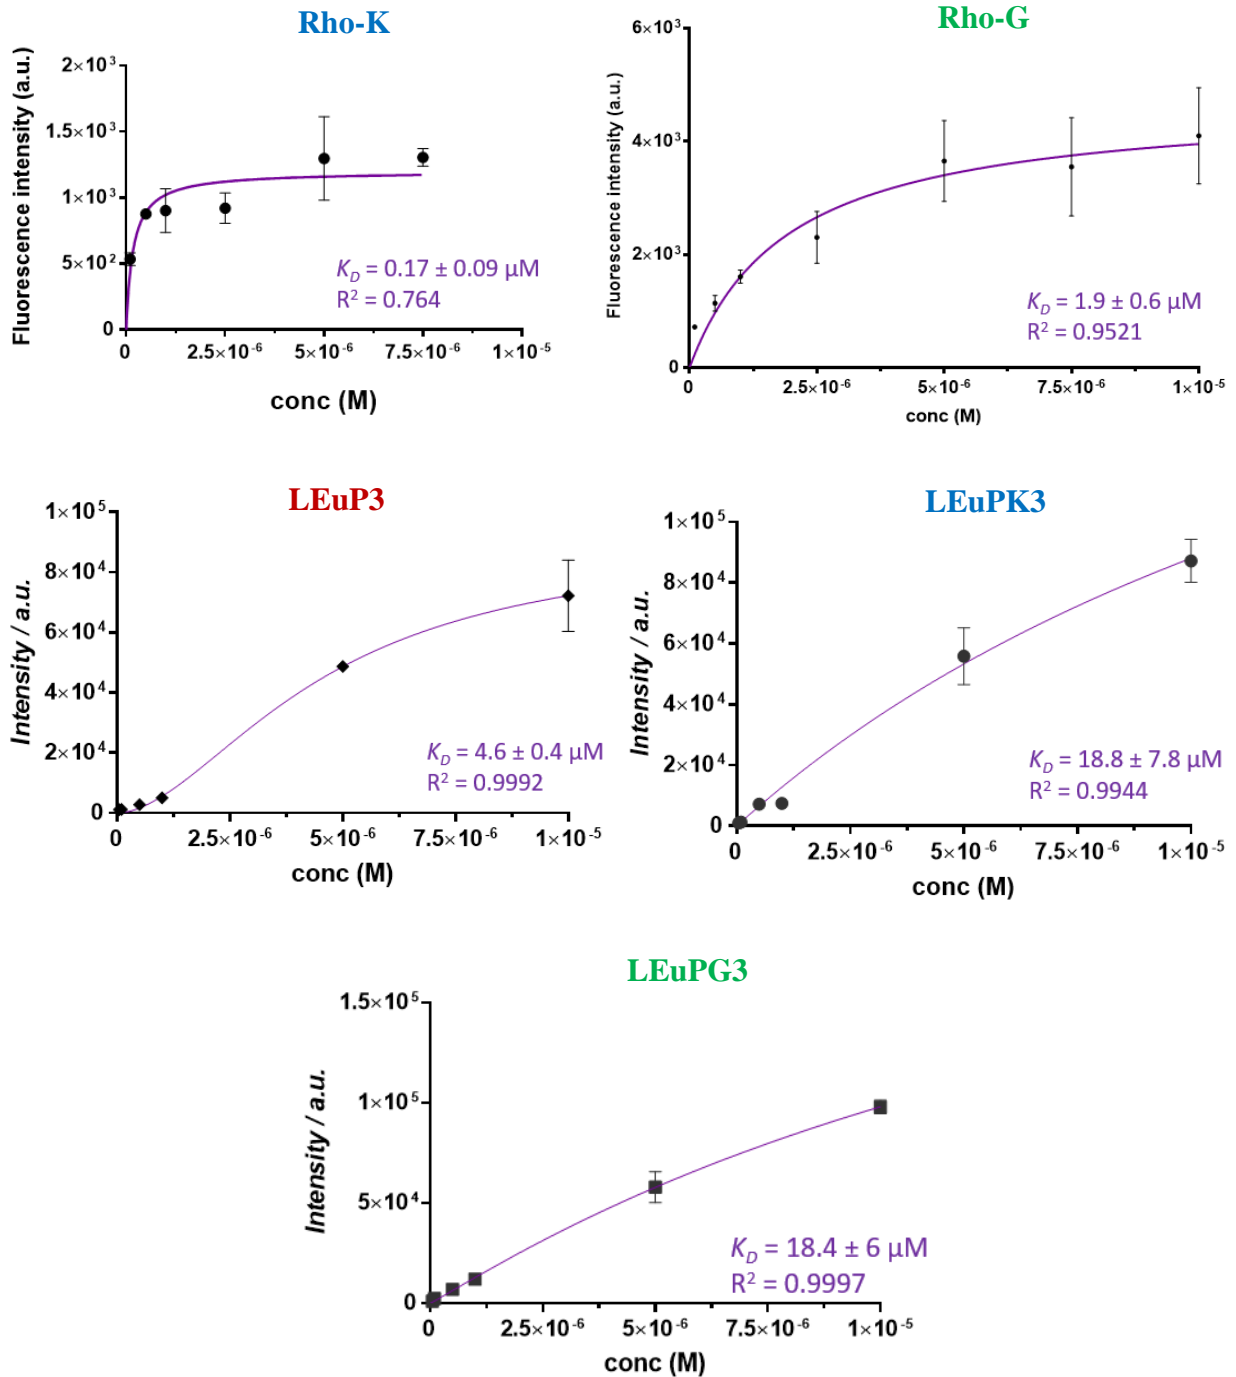 Rho-K
Fluorescence intensity (a.u.)
2×10³
1.5×10³
1×10³
5×10²
0
K_D = 0.17 ± 0.09 µM
R² = 0.764
0 2.5×10⁻⁶ 5×10⁻⁶ 7.5×10⁻⁶ 1×10⁻⁵
conc (M)
Rho-G
Fluorescence intensity (a.u.)
6×10³
4×10³
2×10³
0
K_D = 1.9 ± 0.6 µM
R² = 0.9521
0 2.5×10⁻⁶ 5×10⁻⁶ 7.5×10⁻⁶ 1×10⁻⁵
conc (M)
LEuP3
Intensity / a.u.
1×10⁵
8×10⁴
6×10⁴
4×10⁴
2×10⁴
0
K_D = 4.6 ± 0.4 µM
R² = 0.9992
0 2.5×10⁻⁶ 5×10⁻⁶ 7.5×10⁻⁶ 1×10⁻⁵
conc (M)
LEuPK3
Intensity / a.u.
1×10⁵
8×10⁴
6×10⁴
4×10⁴
2×10⁴
0
K_D = 18.8 ± 7.8 µM
R² = 0.9944
0 2.5×10⁻⁶ 5×10⁻⁶ 7.5×10⁻⁶ 1×10⁻⁵
conc (M)
LEuPG3
Intensity / a.u.
1.5×10⁵
1×10⁵
5×10⁴
0
K_D = 18.4 ± 6 µM
R² = 0.9997
0 2.5×10⁻⁶ 5×10⁻⁶ 7.5×10⁻⁶ 1×10⁻⁵
conc (M)